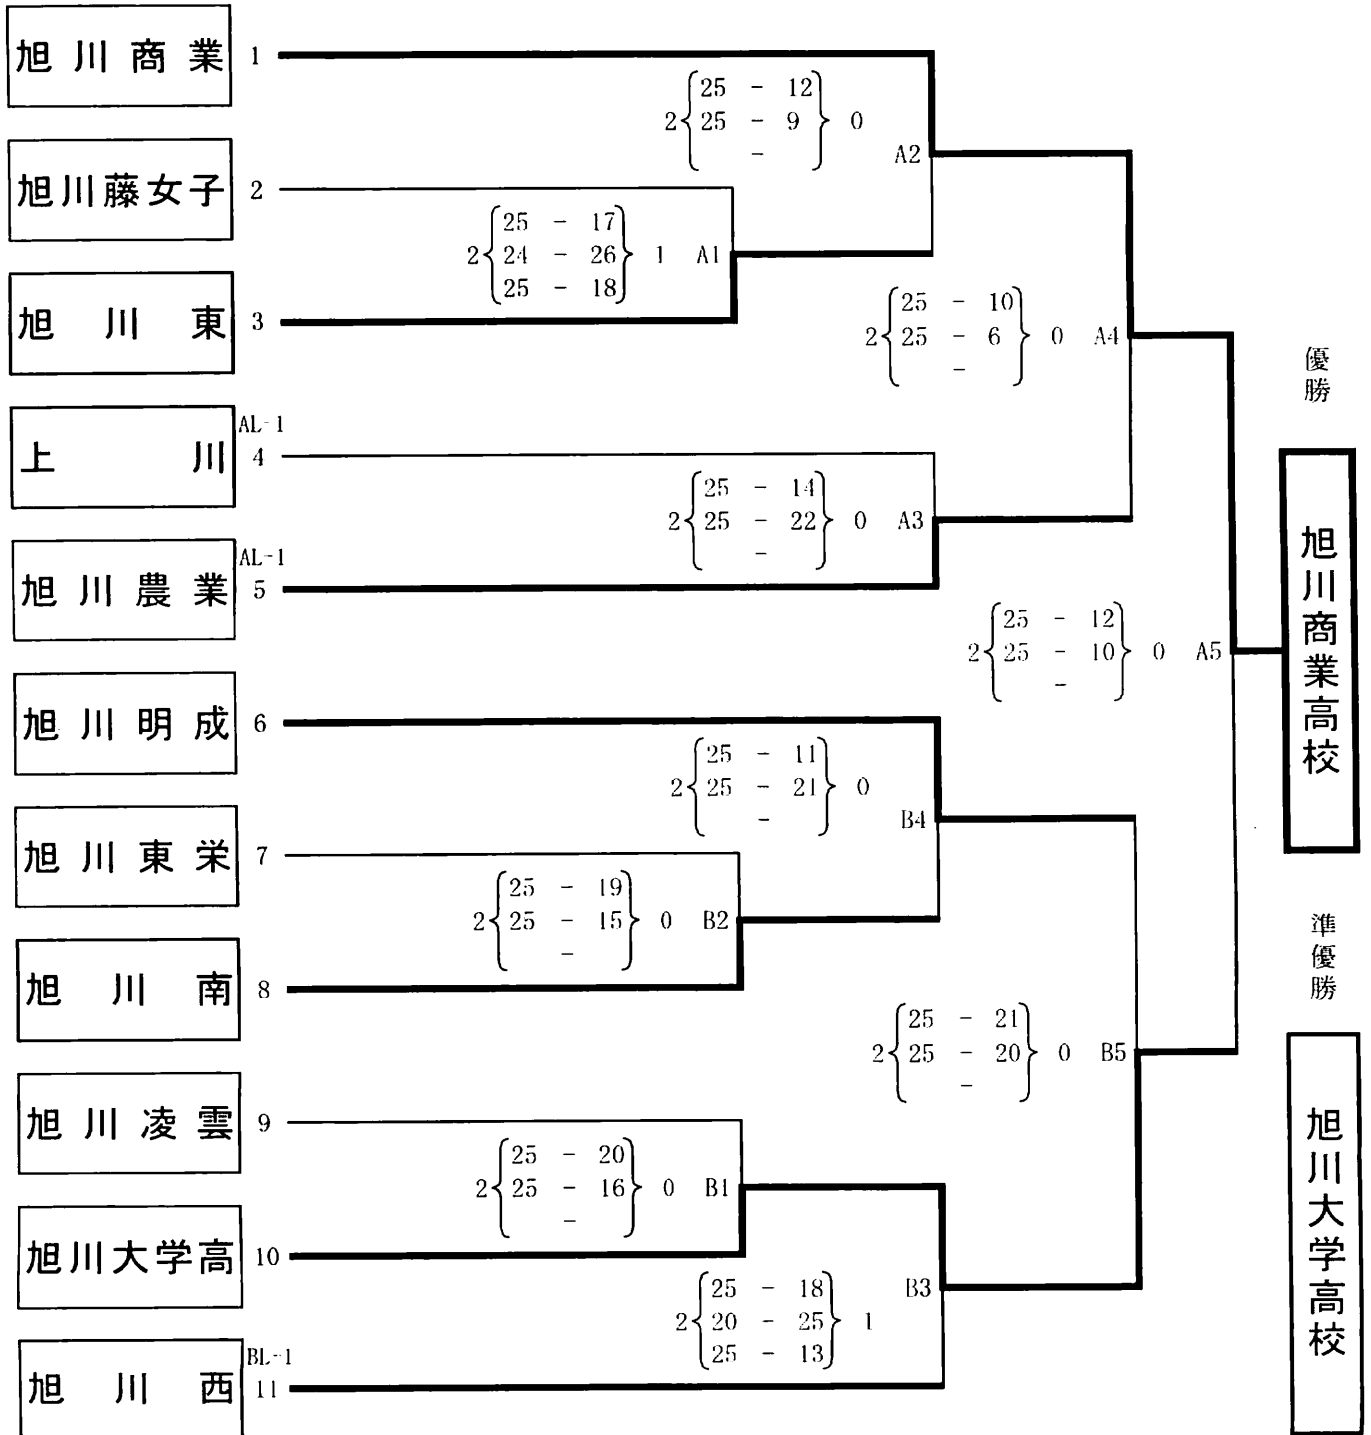 旭川商業 1
25 - 12
2 25 - 9 0
-
A2
旭川藤女子 2
25 - 17
2 24 - 26 1 A1
25 - 18
旭川東 3
25 - 10
2 25 - 6 0 A4
-
優勝
AL-1
上川 4
25 - 14
2 25 - 22 0 A3
-
AL-1
旭川農業 5
旭川商業高校
25 - 12
2 25 - 10 0 A5
-
旭川明成 6
25 - 11
2 25 - 21 0
-
B4
旭川東栄 7
25 - 19
2 25 - 15 0 B2
-
準優勝
旭川南 8
25 - 21
2 25 - 20 0 B5
-
旭川大学高校
旭川凌雲 9
25 - 20
2 25 - 16 0 B1
-
旭川大学高 10
25 - 18
B3
2 20 - 25 1
25 - 13
BL-1
旭川西 11